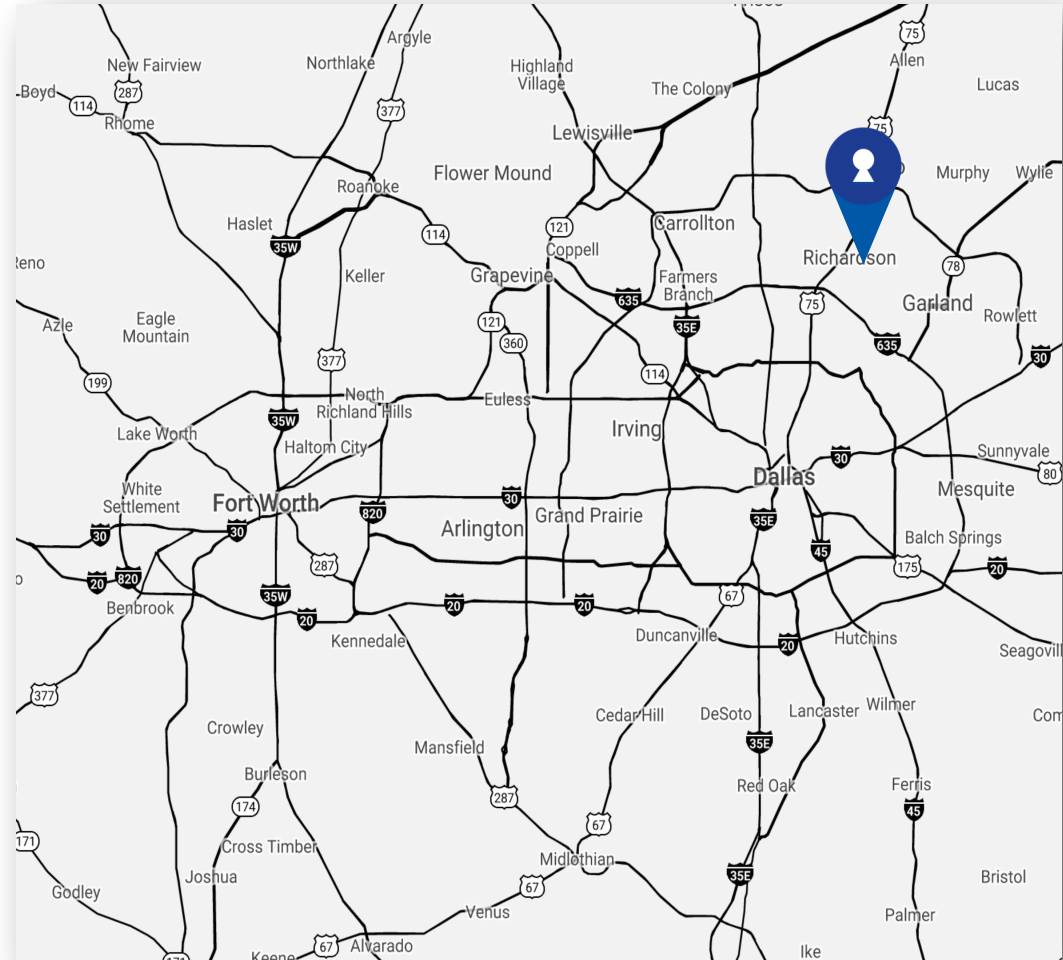 Argyle
75
New Fairview
Northlake
Highland
Village
Allen
Boyd
114
287
377
The Colony
Lucas
Rhome
Lewisville
75
Flower Mound
Murphy
Wylie
Roanoke
Haslet
114
121
Carrollton
35W
Coppell
Richardson
Keller
Grapevine
Farmers
Branch
78
635
75
Garland
Azle
Eagle
Mountain
121
360
35E
635
Rowlett
377
114
30
199
North
Richland Hills
Euless
35W
Lake Worth
Haltom City
Irving
30
Sunnyvale
80
White
Settlement
Fort Worth
820
30
Dallas
Mesquite
Arlington
Grand Prairie
35E
30
30
45
Balch Springs
287
175
20
20
820
Benbrook
35W
20
20
20
67
Kennedale
Duncanville
20
Hutchins
377
Crowley
Cedar Hill
DeSoto
Lancaster
Wilmer
Mansfield
35E
Burleson
Red Oak
Ferris
174
287
45
171
67
Cross Timber
Midlothian
35E
Joshua
Godley
67
Bristol
Venus
Palmer
67
Alvarado
Ike
Keene